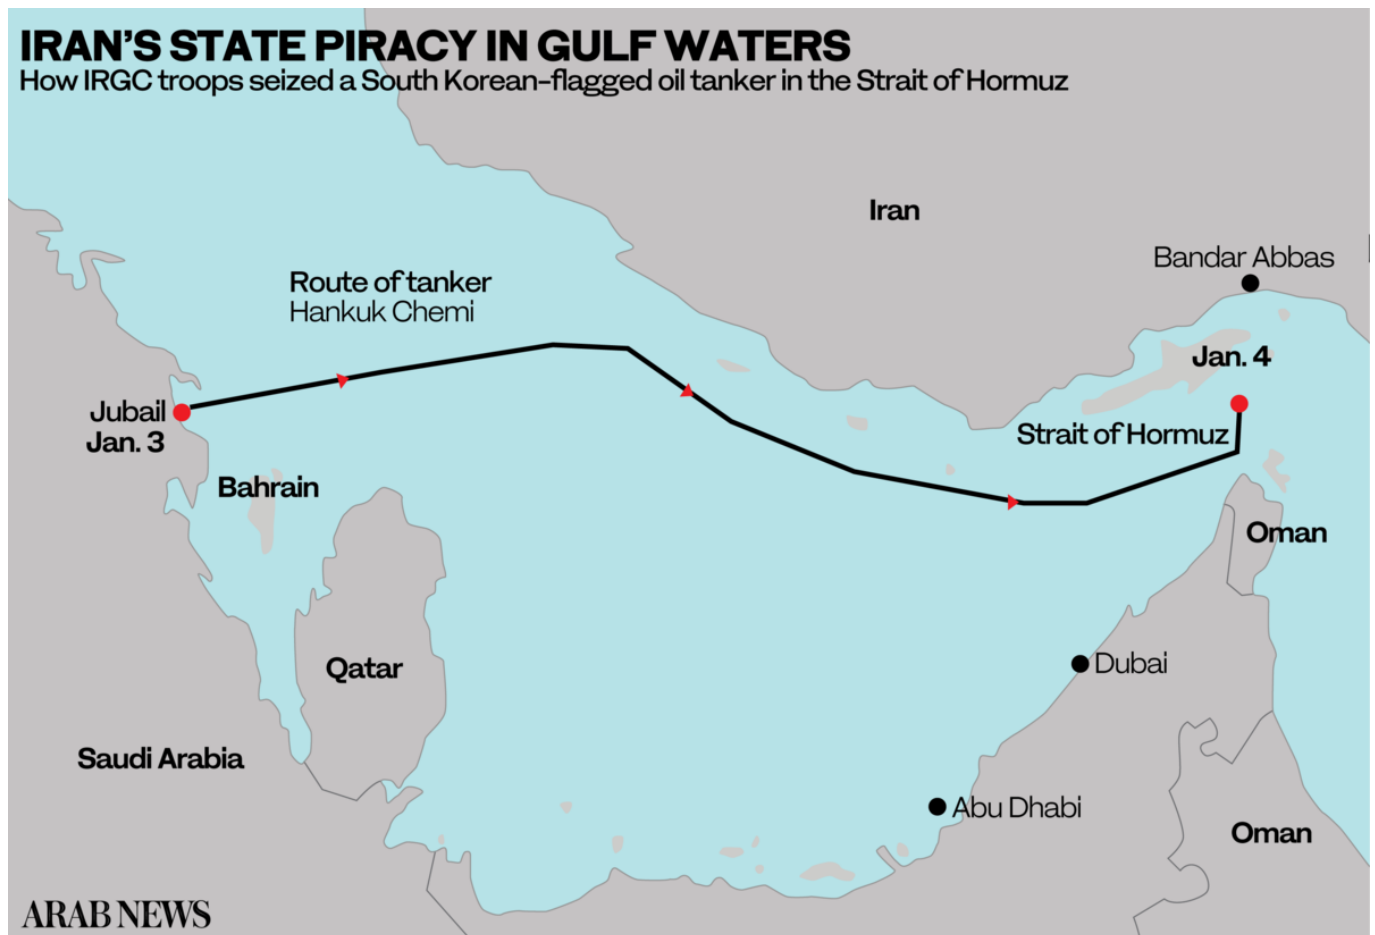 IRAN'S STATE PIRACY IN GULF WATERS
How IRGC troops seized a South Korean-flagged oil tanker in the Strait of Hormuz
Iran
Bandar Abbas
Route of tanker
Hankuk Chemi
Jan. 4
Jubail
Jan. 3
Strait of Hormuz
Bahrain
Oman
Qatar
Dubai
Saudi Arabia
Abu Dhabi
Oman
ARAB NEWS